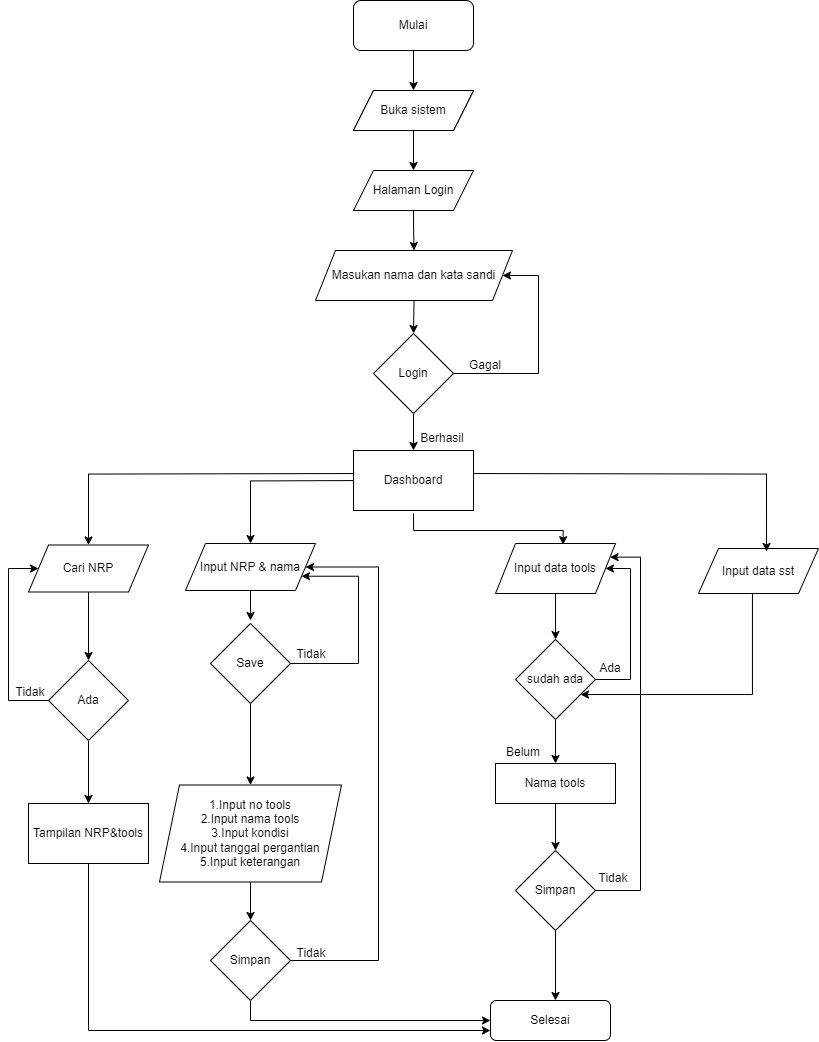 Mulai
Buka sistem
Halaman Login
Masukan nama dan kata sandi
Login
Gagal
Berhasil
Dashboard
Cari NRP
Input NRP & nama
Input data tools
Input data sst
Save
Tidak
Ada
sudah ada
Tidak
Ada
Belum
Nama tools
1.Input no tools
2.Input nama tools
3.Input kondisi
4.Input tanggal pergantian
5.Input keterangan
Tampilan NRP&tools
Simpan
Tidak
Simpan
Tidak
Selesai